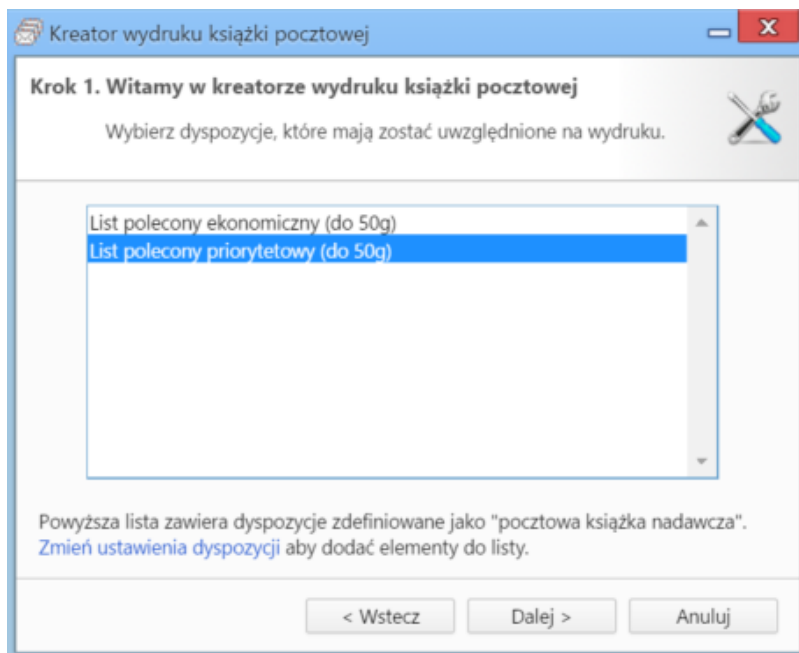 Kreator wydruku książki pocztowej
Krok 1. Witamy w kreatorze wydruku książki pocztowej
Wybierz dyspozycje, które mają zostać uwzględnione na wydruku.
List polecony ekonomiczny (do 50g)
List polecony priorytetowy (do 50g)
Powyższa lista zawiera dyspozycje zdefiniowane jako "pocztowa książka nadawcza".
Zmień ustawienia dyspozycji aby dodać elementy do listy.
< Wstecz Dalej > Anuluj